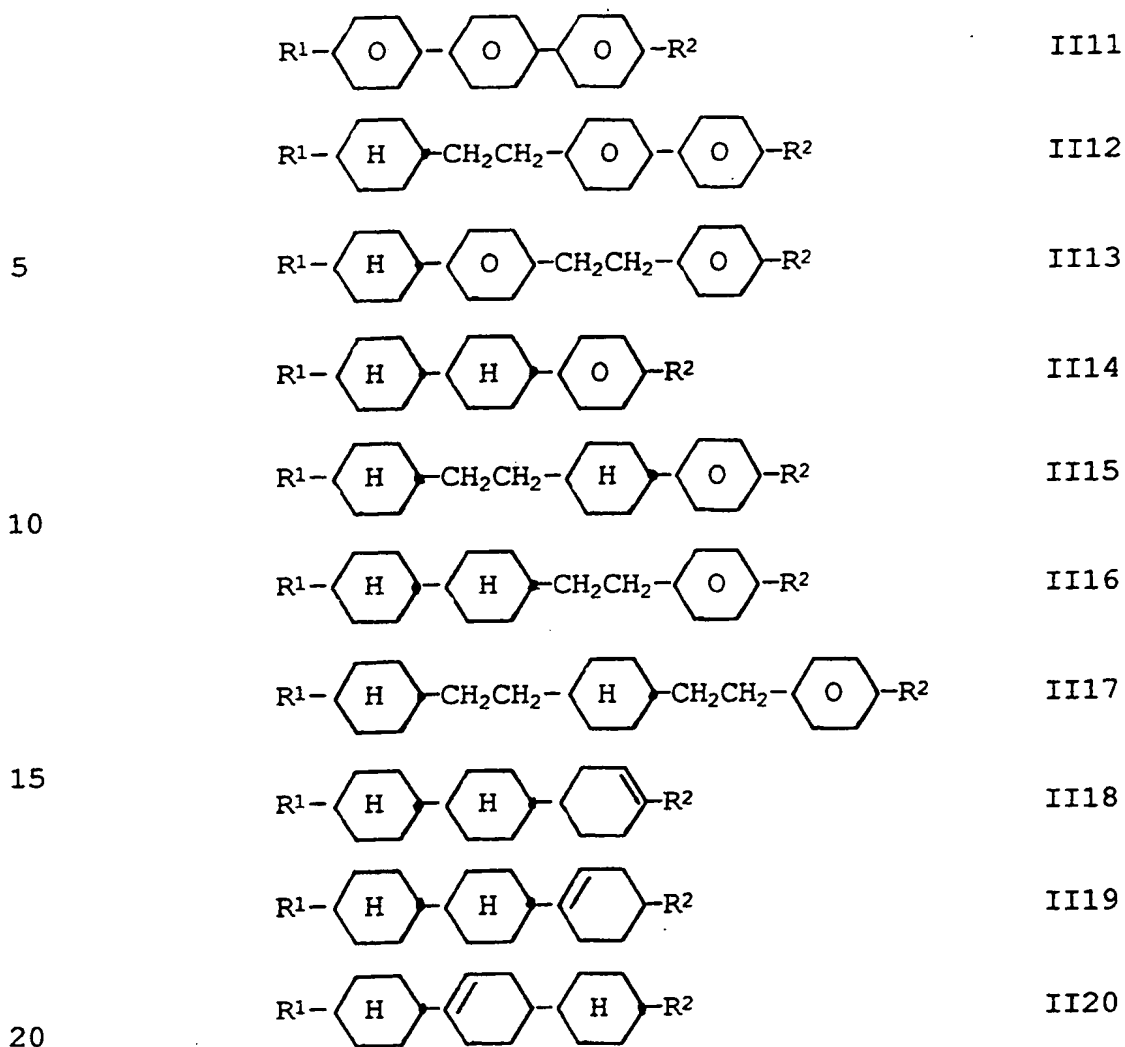 R¹- O - O - O -R² II11
R¹- H -CH₂CH₂- O - O -R² II12
5 R¹- H - O -CH₂CH₂- O -R² II13
R¹- H - H - O -R² II14
R¹- H -CH₂CH₂- H - O -R² II15
10
R¹- H - H -CH₂CH₂- O -R² II16
R¹- H -CH₂CH₂- H -CH₂CH₂- O -R² II17
15
R¹- H - H - -R² II18
R¹- H - H - -R² II19
R¹- H - - H -R² II20
20